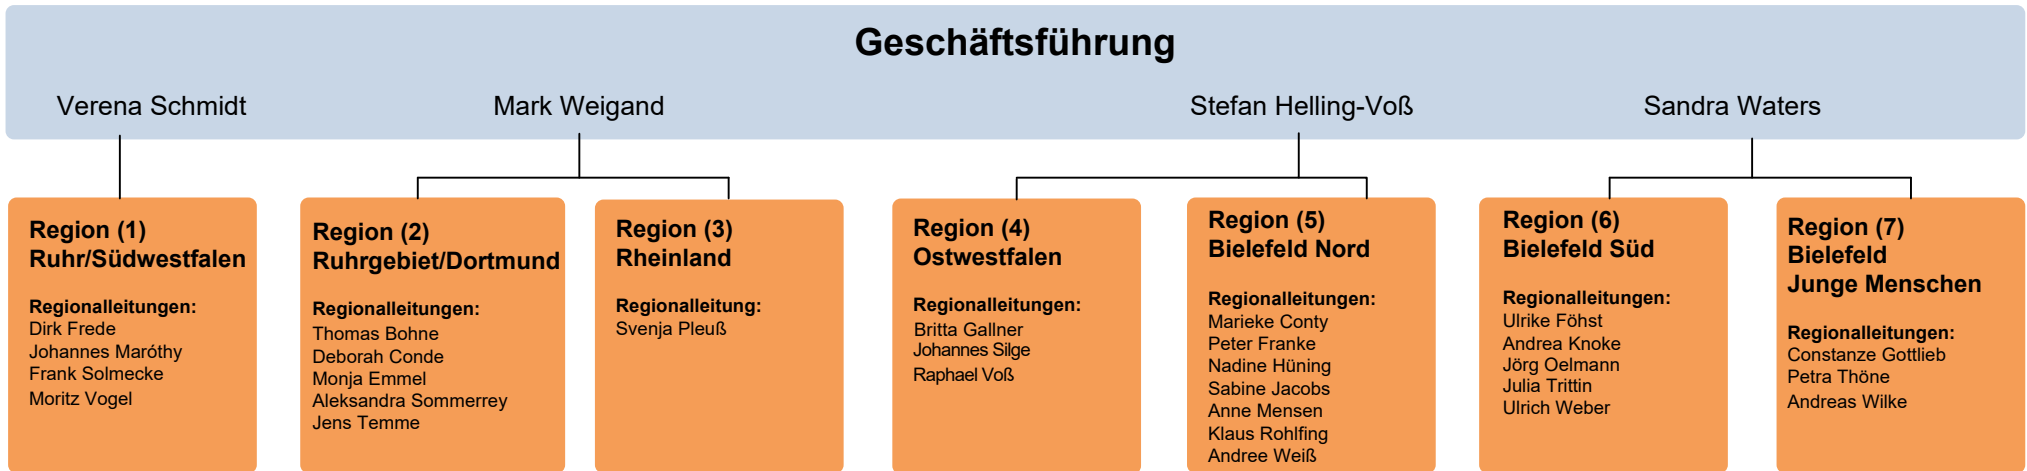 Geschäftsführung
Verena Schmidt
Mark Weigand
Stefan Helling-Voß
Sandra Waters
Region (1)
Ruhr/Südwestfalen
Regionalleitungen:
Dirk Frede
Johannes Maróthy
Frank Solmecke
Moritz Vogel
Region (2)
Ruhrgebiet/Dortmund
Regionalleitungen:
Thomas Bohne
Deborah Conde
Monja Emmel
Aleksandra Sommerrey
Jens Temme
Region (3)
Rheinland
Regionalleitung:
Svenja Pleuß
Region (4)
Ostwestfalen
Regionalleitungen:
Britta Gallner
Johannes Silge
Raphael Voß
Region (5)
Bielefeld Nord
Regionalleitungen:
Marieke Conty
Peter Franke
Nadine Hüning
Sabine Jacobs
Anne Mensen
Klaus Rohlfing
Andree Weiß
Region (6)
Bielefeld Süd
Regionalleitungen:
Ulrike Föhst
Andrea Knoke
Jörg Oelmann
Julia Trittin
Ulrich Weber
Region (7)
Bielefeld
Junge Menschen
Regionalleitungen:
Constanze Gottlieb
Petra Thöne
Andreas Wilke